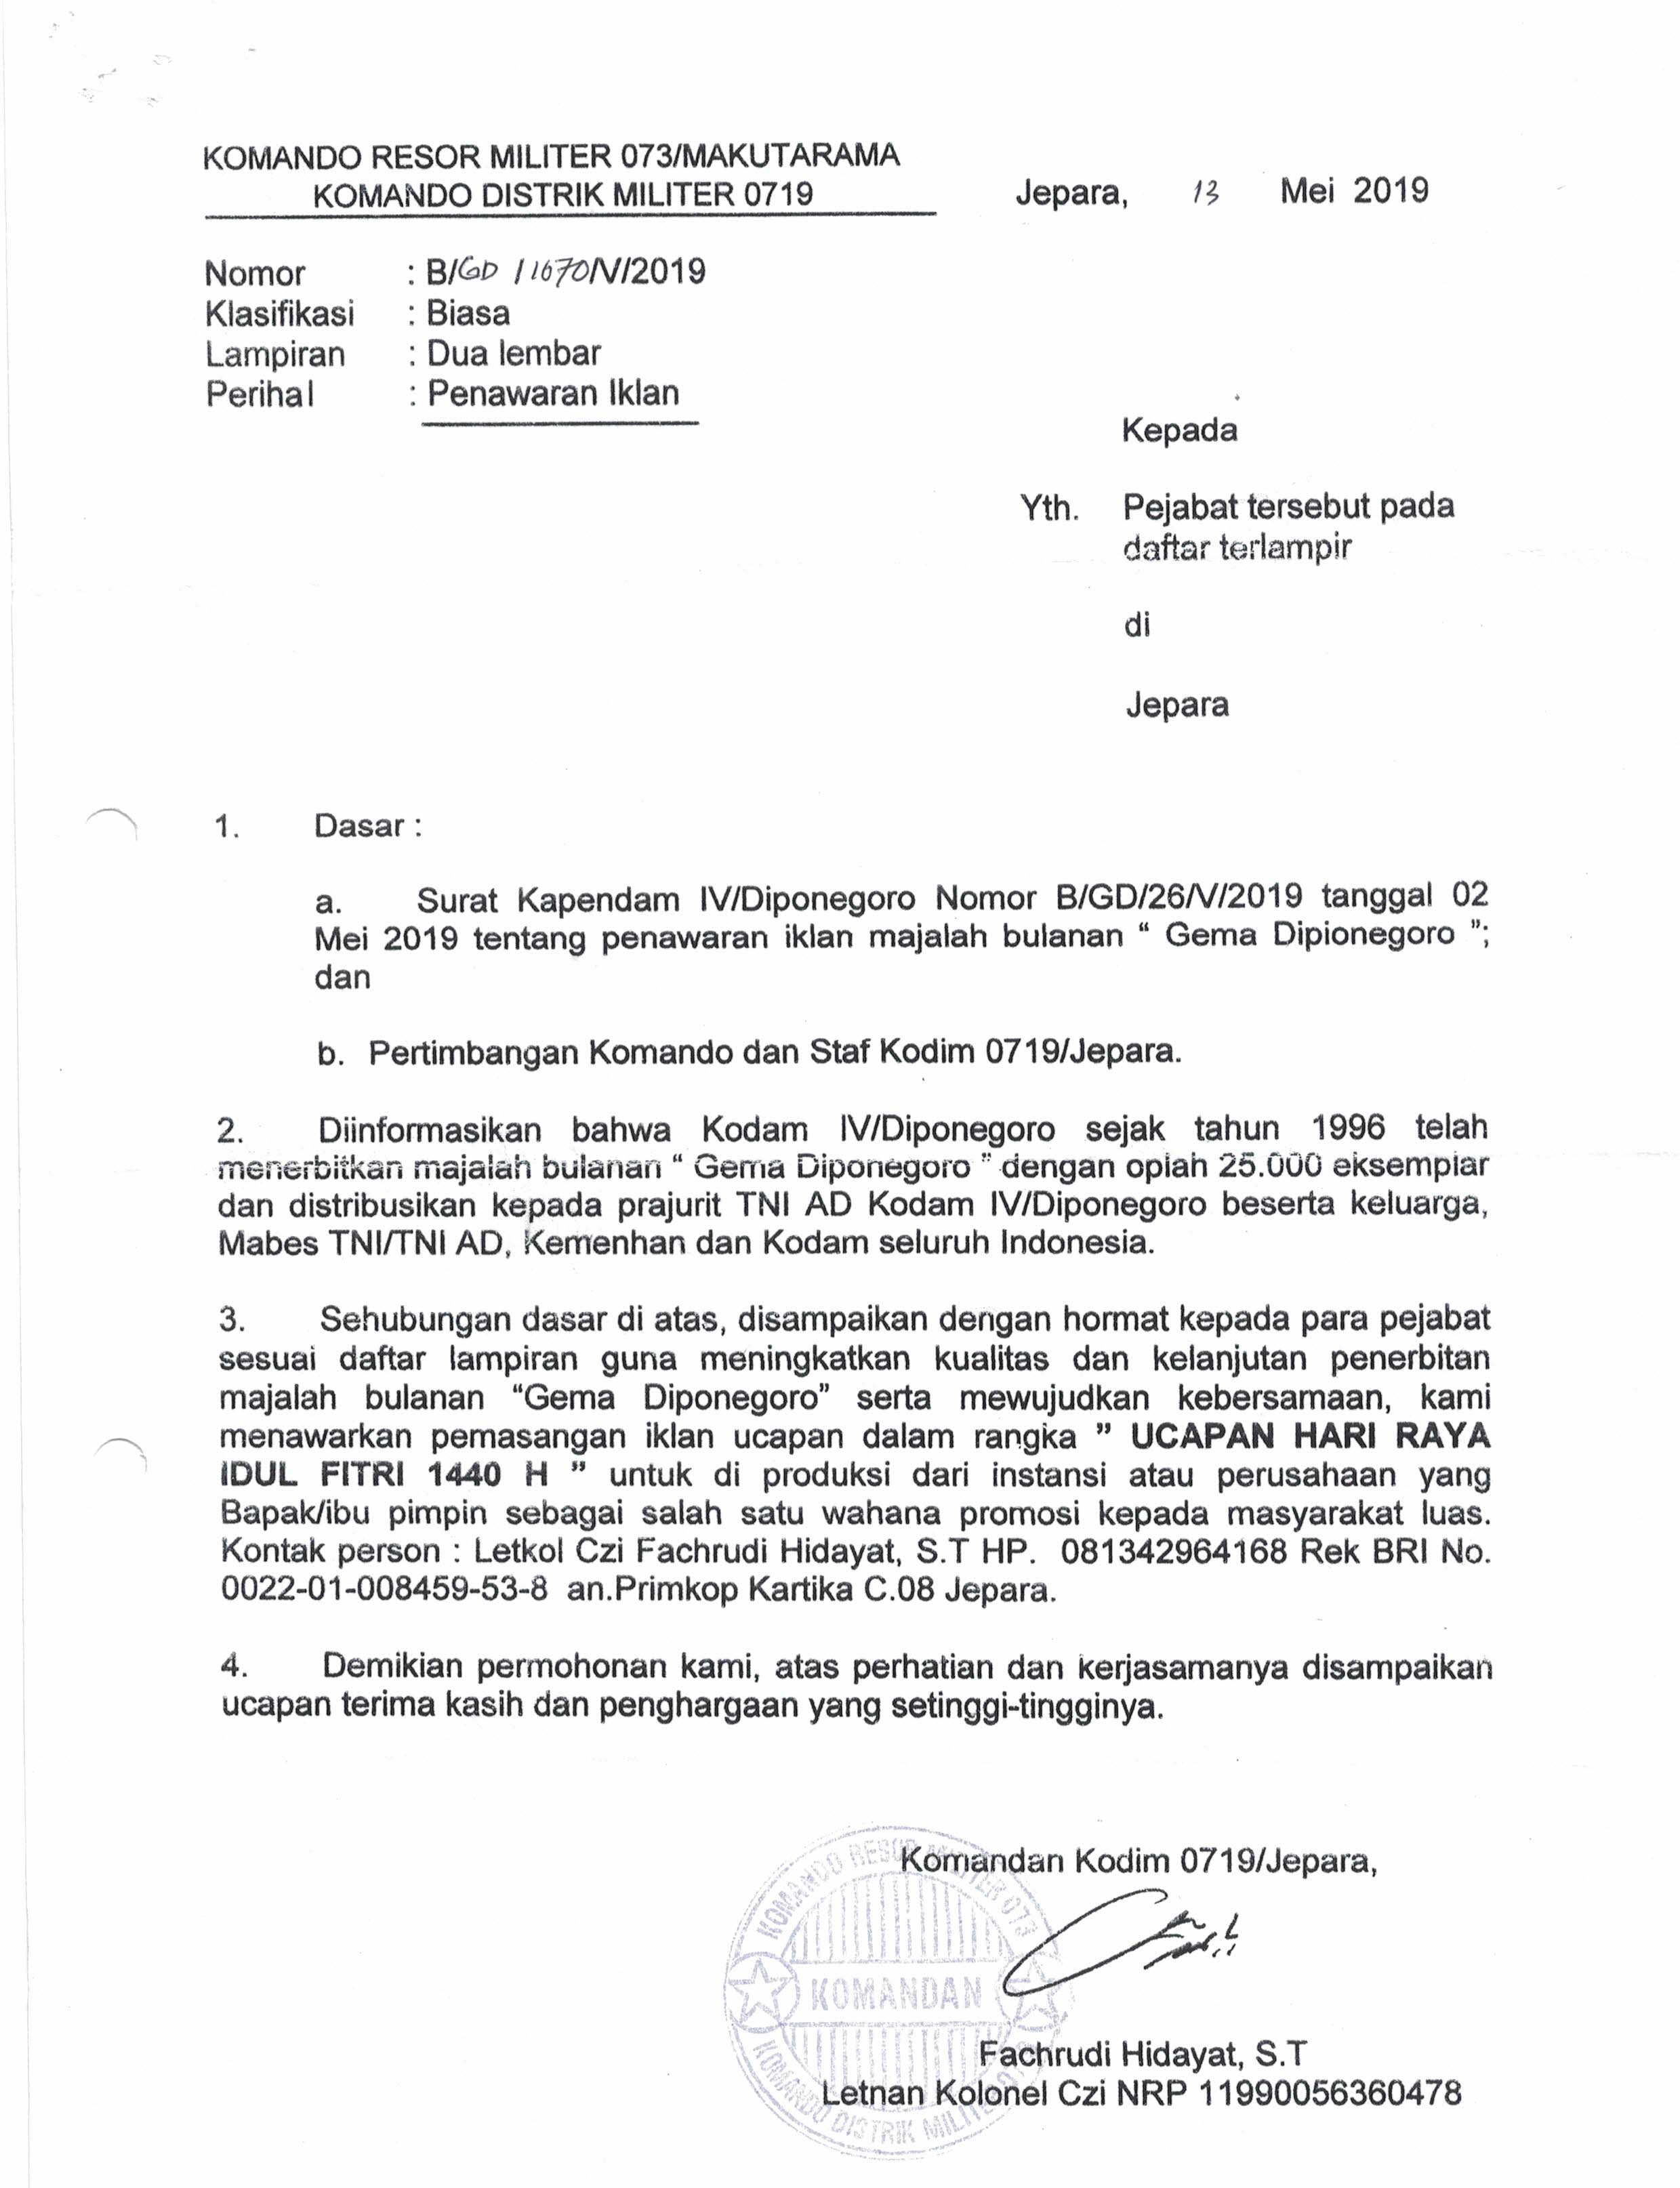 KOMANDO RESOR MILITER 073/MAKUTARAMA
KOMANDO DISTRIK MILITER 0719
Jepara, 13 Mei 2019
Nomor : B/GD /1670/V/2019
Klasifikasi : Biasa
Lampiran : Dua lembar
Perihal : Penawaran Iklan
Kepada
Yth. Pejabat tersebut pada
daftar terlampir
di
Jepara
1. Dasar :
a. Surat Kapendam IV/Diponegoro Nomor B/GD/26/V/2019 tanggal 02
Mei 2019 tentang penawaran iklan majalah bulanan “ Gema Dipionegoro ”;
dan
b. Pertimbangan Komando dan Staf Kodim 0719/Jepara.
2. Diinformasikan bahwa Kodam IV/Diponegoro sejak tahun 1996 telah
menerbitkan majalah bulanan “ Gema Diponegoro ” dengan oplah 25.000 eksemplar
dan distribusikan kepada prajurit TNI AD Kodam IV/Diponegoro beserta keluarga,
Mabes TNI/TNI AD, Kemenhan dan Kodam seluruh Indonesia.
3. Sehubungan dasar di atas, disampaikan dengan hormat kepada para pejabat
sesuai daftar lampiran guna meningkatkan kualitas dan kelanjutan penerbitan
majalah bulanan “Gema Diponegoro” serta mewujudkan kebersamaan, kami
menawarkan pemasangan iklan ucapan dalam rangka ” UCAPAN HARI RAYA
IDUL FITRI 1440 H ” untuk di produksi dari instansi atau perusahaan yang
Bapak/ibu pimpin sebagai salah satu wahana promosi kepada masyarakat luas.
Kontak person : Letkol Czi Fachrudi Hidayat, S.T HP. 081342964168 Rek BRI No.
0022-01-008459-53-8 an.Primkop Kartika C.08 Jepara.
4. Demikian permohonan kami, atas perhatian dan kerjasamanya disampaikan
ucapan terima kasih dan penghargaan yang setinggi-tingginya.
Komandan Kodim 0719/Jepara,
KOMANDO RESOR MILITER 073
KOMANDAN
KOMANDO DISTRIK MILITER
Fachrudi Hidayat, S.T
Letnan Kolonel Czi NRP 11990056360478